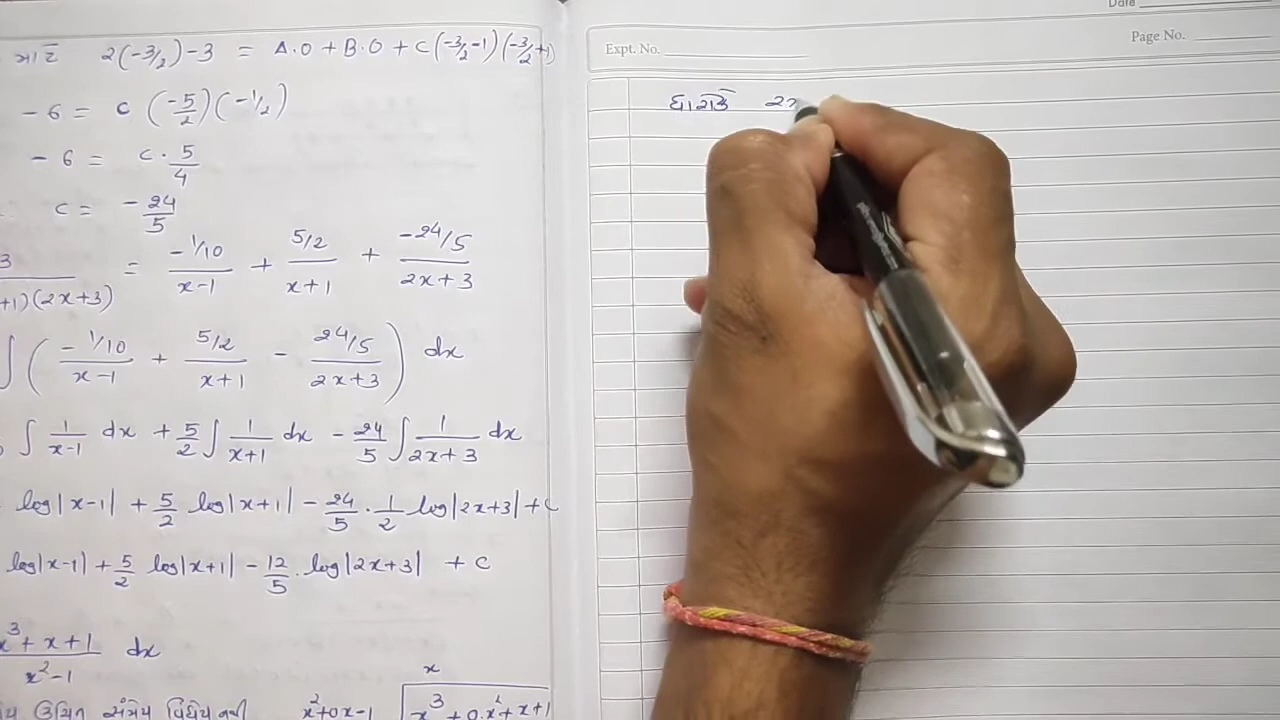 2(-3/2)-3 = A.0 + B.0 + C(-3/2-1)(-3/2+1)
-6 = C (-5/2)(-1/2)
-6 = C . 5/4
C = -24/5
3/(+1)(2x+3) = (-1/10)/(x-1) + (5/2)/(x+1) + (-24/5)/(2x+3)
∫ ( (-1/10)/(x-1) + (5/2)/(x+1) - (24/5)/(2x+3) ) dx
∫ 1/(x-1) dx + 5/2 ∫ 1/(x+1) dx - 24/5 ∫ 1/(2x+3) dx
log|x-1| + 5/2 log|x+1| - 24/5 . 1/2 log|2x+3| + C
log|x-1| + 5/2 log|x+1| - 12/5 . log|2x+3| + C
x³+x+1/x²-1 dx
x
ઉચિત સંમેય વિધેય નથી x²+0x-1 x³+0.x²+x+1
Date
Expt. No. Page No.
ધારોકે 2x